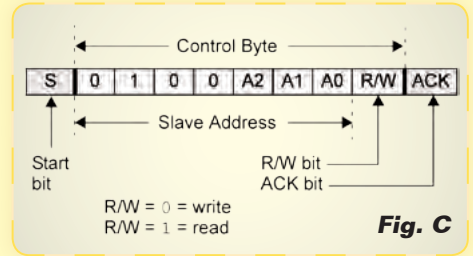 Control Byte
S 0 1 0 0 A2 A1 A0 R/W ACK
Slave Address
Start
bit
R/W bit
ACK bit
R/W = 0 = write
R/W = 1 = read
Fig. C